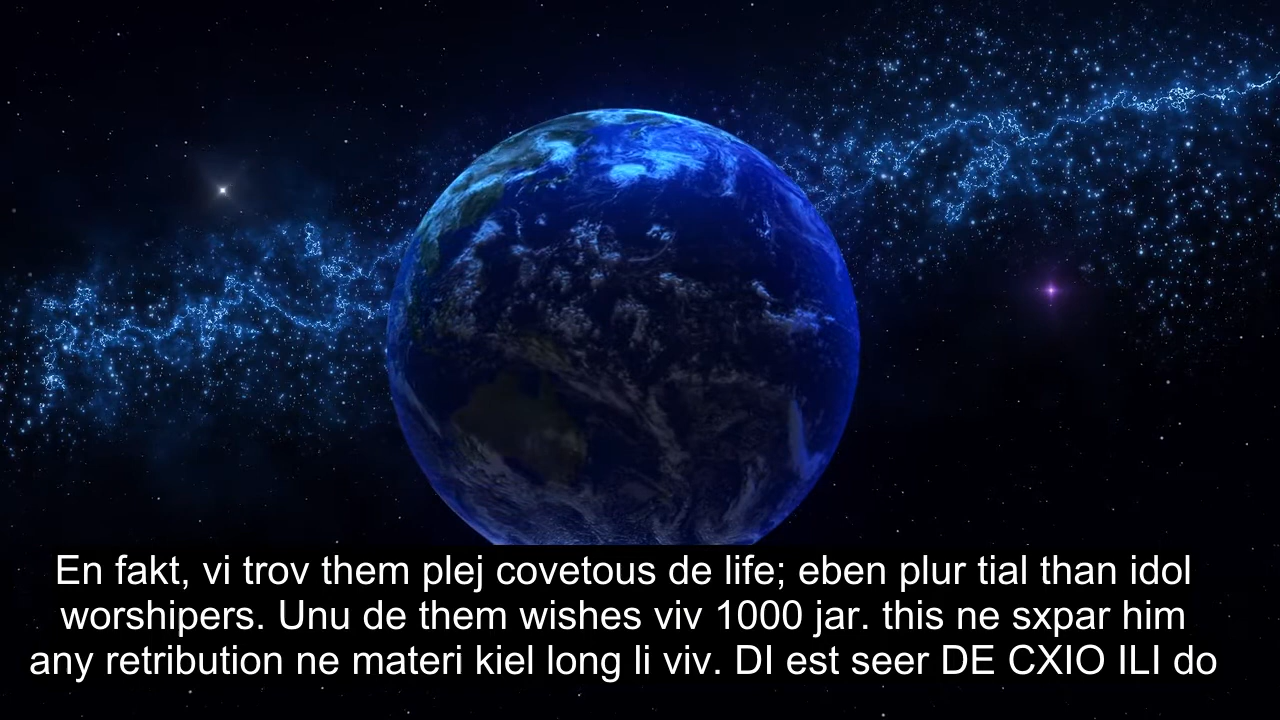 En fakt, vi trov them plej covetous de life; eben plur tial than idol
worshipers. Unu de them wishes viv 1000 jar. this ne sxpar him
any retribution ne materi kiel long li viv. DI est seer DE CXIO ILI do